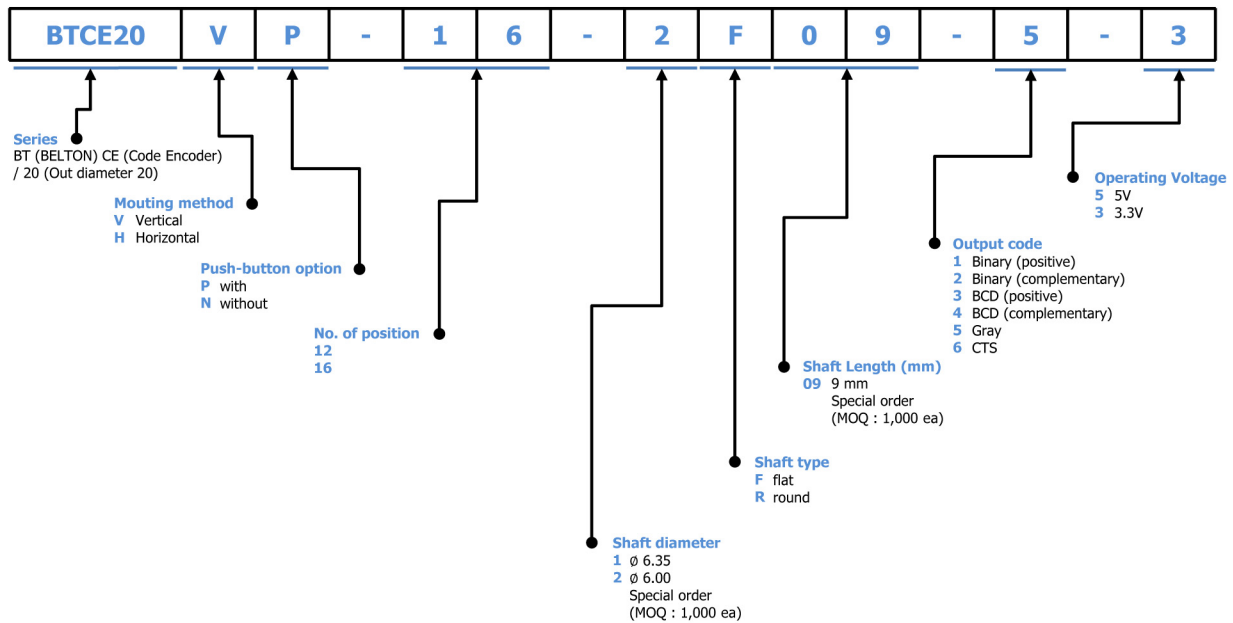 BTCE20 V P - 1 6 - 2 F 0 9 - 5 - 3
Series
BT (BELTON) CE (Code Encoder)
/ 20 (Out diameter 20)
Mouting method
V Vertical
H Horizontal
Push-button option
P with
N without
No. of position
12
16
Shaft diameter
1 ø 6.35
2 ø 6.00
Special order
(MOQ : 1,000 ea)
Shaft type
F flat
R round
Shaft Length (mm)
09 9 mm
Special order
(MOQ : 1,000 ea)
Output code
1 Binary (positive)
2 Binary (complementary)
3 BCD (positive)
4 BCD (complementary)
5 Gray
6 CTS
Operating Voltage
5 5V
3 3.3V